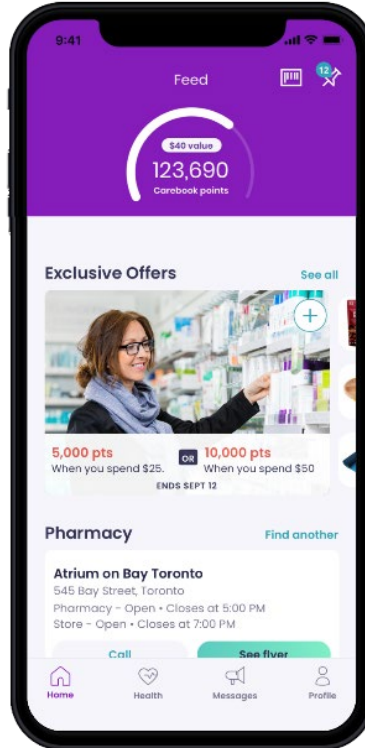 9:41
Feed
12
$40 value
123,690
Carebook points
Exclusive Offers
See all
5,000 pts
When you spend $25.
OR
10,000 pts
When you spend $50
ENDS SEPT 12
Pharmacy
Find another
Atrium on Bay Toronto
545 Bay Street, Toronto
Pharmacy - Open • Closes at 5:00 PM
Store - Open • Closes at 7:00 PM
Call
See flyer
Home
Health
Messages
Profile